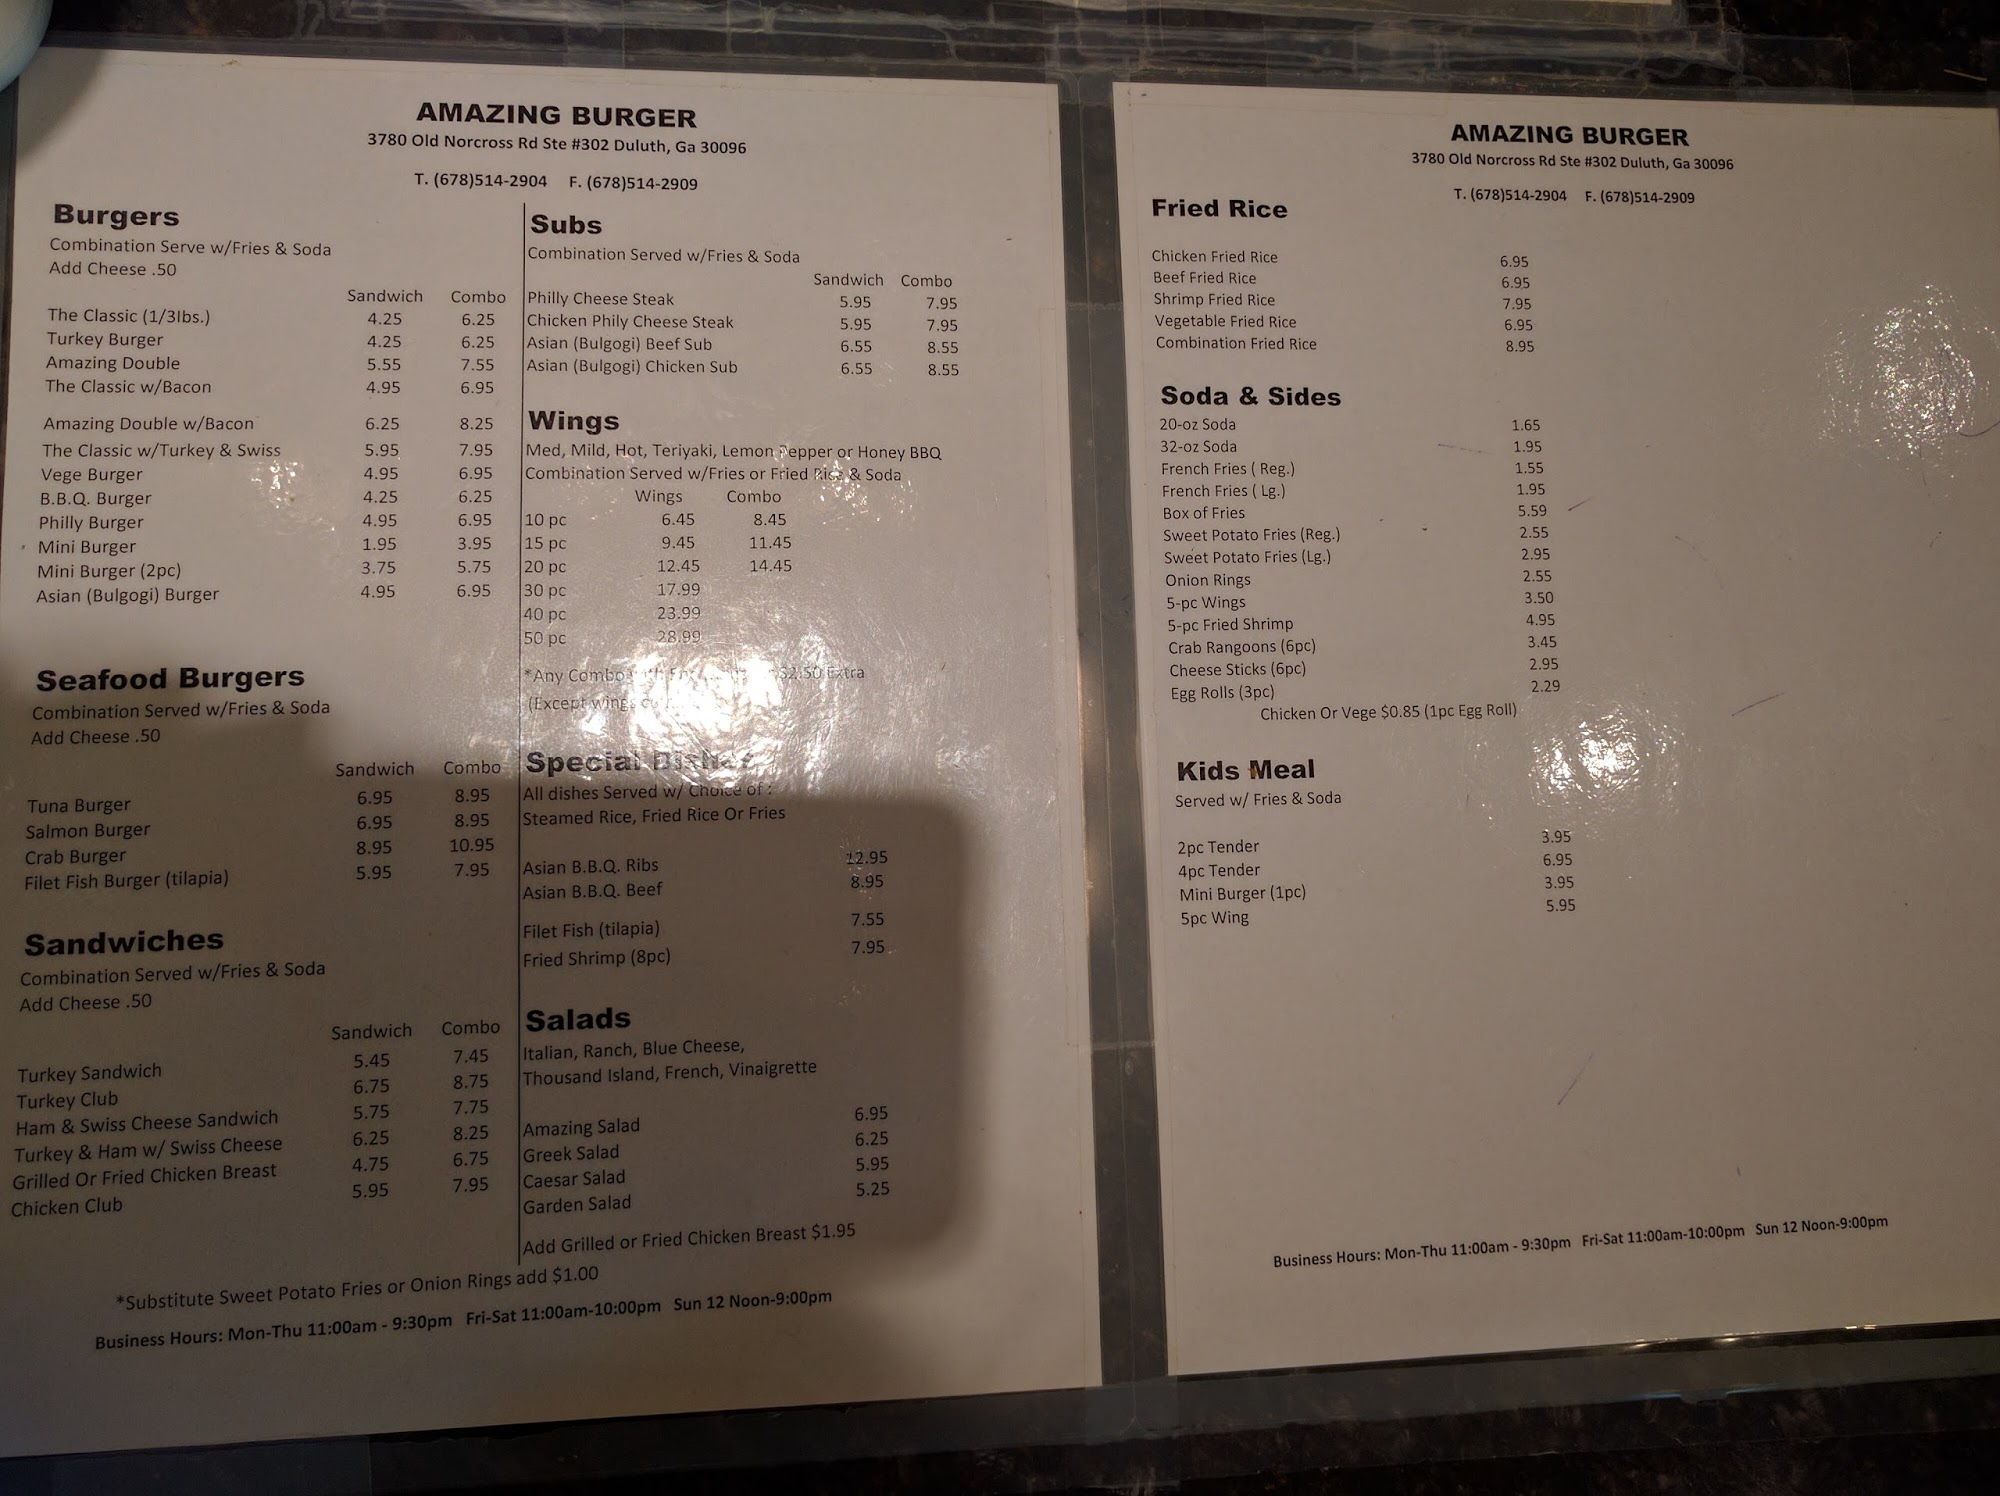 AMAZING BURGER
3780 Old Norcross Rd Ste #302 Duluth, Ga 30096
T. (678)514-2904 F. (678)514-2909
Burgers
Combination Serve w/Fries & Soda
Add Cheese .50
Sandwich Combo
The Classic (1/3lbs.) 4.25 6.25
Turkey Burger 4.25 6.25
Amazing Double 5.55 7.55
The Classic w/Bacon 4.95 6.95
Amazing Double w/Bacon 6.25 8.25
The Classic w/Turkey & Swiss 5.95 7.95
Vege Burger 4.95 6.95
B.B.Q. Burger 4.25 6.25
Philly Burger 4.95 6.95
Mini Burger 1.95 3.95
Mini Burger (2pc) 3.75 5.75
Asian (Bulgogi) Burger 4.95 6.95
Seafood Burgers
Combination Served w/Fries & Soda
Add Cheese .50
Sandwich Combo
Tuna Burger 6.95 8.95
Salmon Burger 6.95 8.95
Crab Burger 8.95 10.95
Filet Fish Burger (tilapia) 5.95 7.95
Sandwiches
Combination Served w/Fries & Soda
Add Cheese .50
Sandwich Combo
Turkey Sandwich 5.45 7.45
Turkey Club 6.75 8.75
Ham & Swiss Cheese Sandwich 5.75 7.75
Turkey & Ham w/ Swiss Cheese 6.25 8.25
Grilled Or Fried Chicken Breast 4.75 6.75
Chicken Club 5.95 7.95
Subs
Combination Served w/Fries & Soda
Sandwich Combo
Philly Cheese Steak 5.95 7.95
Chicken Phily Cheese Steak 5.95 7.95
Asian (Bulgogi) Beef Sub 6.55 8.55
Asian (Bulgogi) Chicken Sub 6.55 8.55
Wings
Med, Mild, Hot, Teriyaki, Lemon Pepper or Honey BBQ
Combination Served w/Fries or Fried Rice & Soda
Wings Combo
10 pc 6.45 8.45
15 pc 9.45 11.45
20 pc 12.45 14.45
30 pc 17.99
40 pc 23.99
50 pc 28.99
*Any Combo $2.50 Extra
(Except wings
Special Dishes
All dishes Served w/ Choice of :
Steamed Rice, Fried Rice Or Fries
Asian B.B.Q. Ribs 12.95
Asian B.B.Q. Beef 8.95
Filet Fish (tilapia) 7.55
Fried Shrimp (8pc) 7.95
Salads
Italian, Ranch, Blue Cheese,
Thousand Island, French, Vinaigrette
Amazing Salad 6.95
Greek Salad 6.25
Caesar Salad 5.95
Garden Salad 5.25
Add Grilled or Fried Chicken Breast $1.95
*Substitute Sweet Potato Fries or Onion Rings add $1.00
Business Hours: Mon-Thu 11:00am - 9:30pm Fri-Sat 11:00am-10:00pm Sun 12 Noon-9:00pm
AMAZING BURGER
3780 Old Norcross Rd Ste #302 Duluth, Ga 30096
T. (678)514-2904 F. (678)514-2909
Fried Rice
Chicken Fried Rice 6.95
Beef Fried Rice 6.95
Shrimp Fried Rice 7.95
Vegetable Fried Rice 6.95
Combination Fried Rice 8.95
Soda & Sides
20-oz Soda 1.65
32-oz Soda 1.95
French Fries ( Reg.) 1.55
French Fries ( Lg.) 1.95
Box of Fries 5.59
Sweet Potato Fries (Reg.) 2.55
Sweet Potato Fries (Lg.) 2.95
Onion Rings 2.55
5-pc Wings 3.50
5-pc Fried Shrimp 4.95
Crab Rangoons (6pc) 3.45
Cheese Sticks (6pc) 2.95
Egg Rolls (3pc) 2.29
Chicken Or Vege $0.85 (1pc Egg Roll)
Kids Meal
Served w/ Fries & Soda
2pc Tender 3.95
4pc Tender 6.95
Mini Burger (1pc) 3.95
5pc Wing 5.95
Business Hours: Mon-Thu 11:00am - 9:30pm Fri-Sat 11:00am-10:00pm Sun 12 Noon-9:00pm